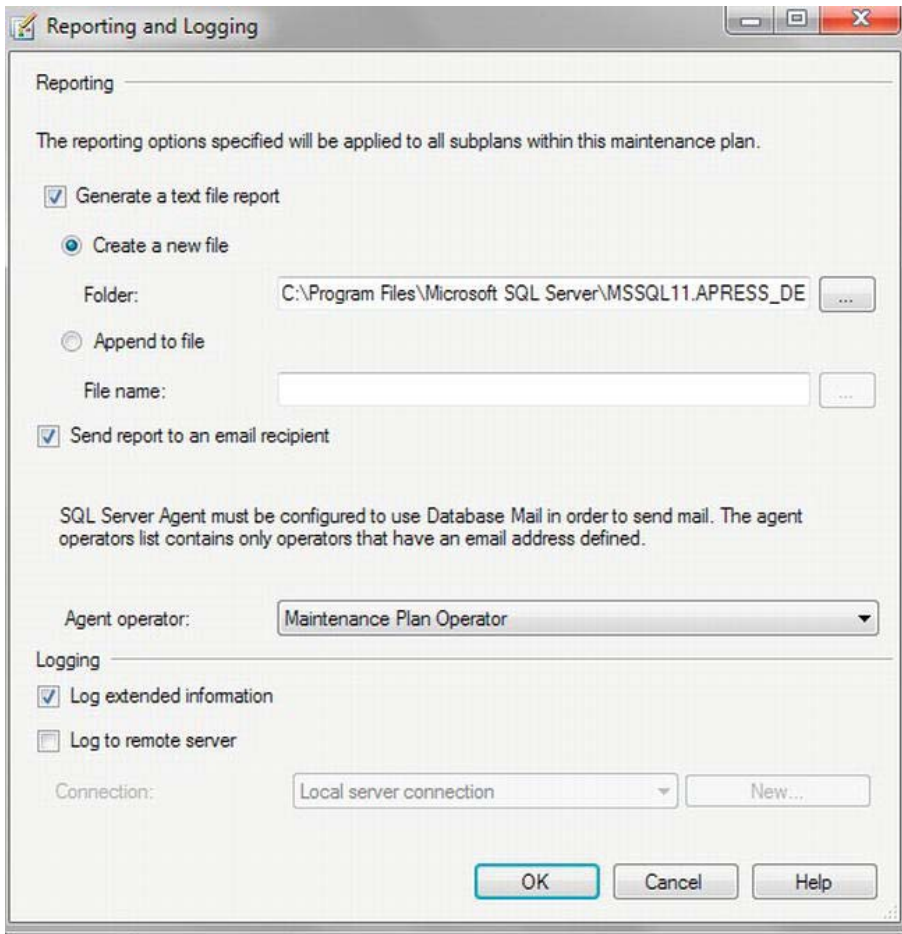 Reporting and Logging
Reporting
The reporting options specified will be applied to all subplans within this maintenance plan.
Generate a text file report
Create a new file
Folder: C:\Program Files\Microsoft SQL Server\MSSQL11.APRESS_DE ...
Append to file
File name: ...
Send report to an email recipient
SQL Server Agent must be configured to use Database Mail in order to send mail. The agent
operators list contains only operators that have an email address defined.
Agent operator: Maintenance Plan Operator
Logging
Log extended information
Log to remote server
Connection: Local server connection New...
OK Cancel Help